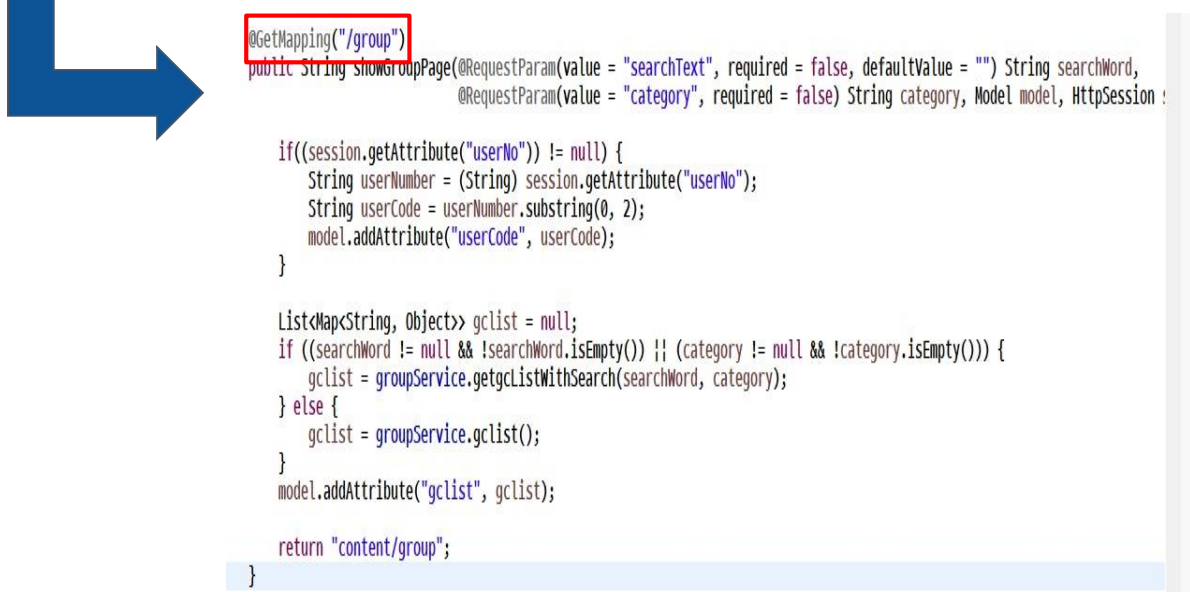 @GetMapping("/group")
public String showGroupPage(@RequestParam(value = "searchText", required = false, defaultValue = "") String searchWord,
@RequestParam(value = "category", required = false) String category, Model model, HttpSession
if((session.getAttribute("userNo")) != null) {
String userNumber = (String) session.getAttribute("userNo");
String userCode = userNumber.substring(0, 2);
model.addAttribute("userCode", userCode);
}
List<Map<String, Object>> gclist = null;
if ((searchWord != null && !searchWord.isEmpty()) || (category != null && !category.isEmpty())) {
gclist = groupService.getgcListWithSearch(searchWord, category);
} else {
gclist = groupService.gclist();
}
model.addAttribute("gclist", gclist);
return "content/group";
}